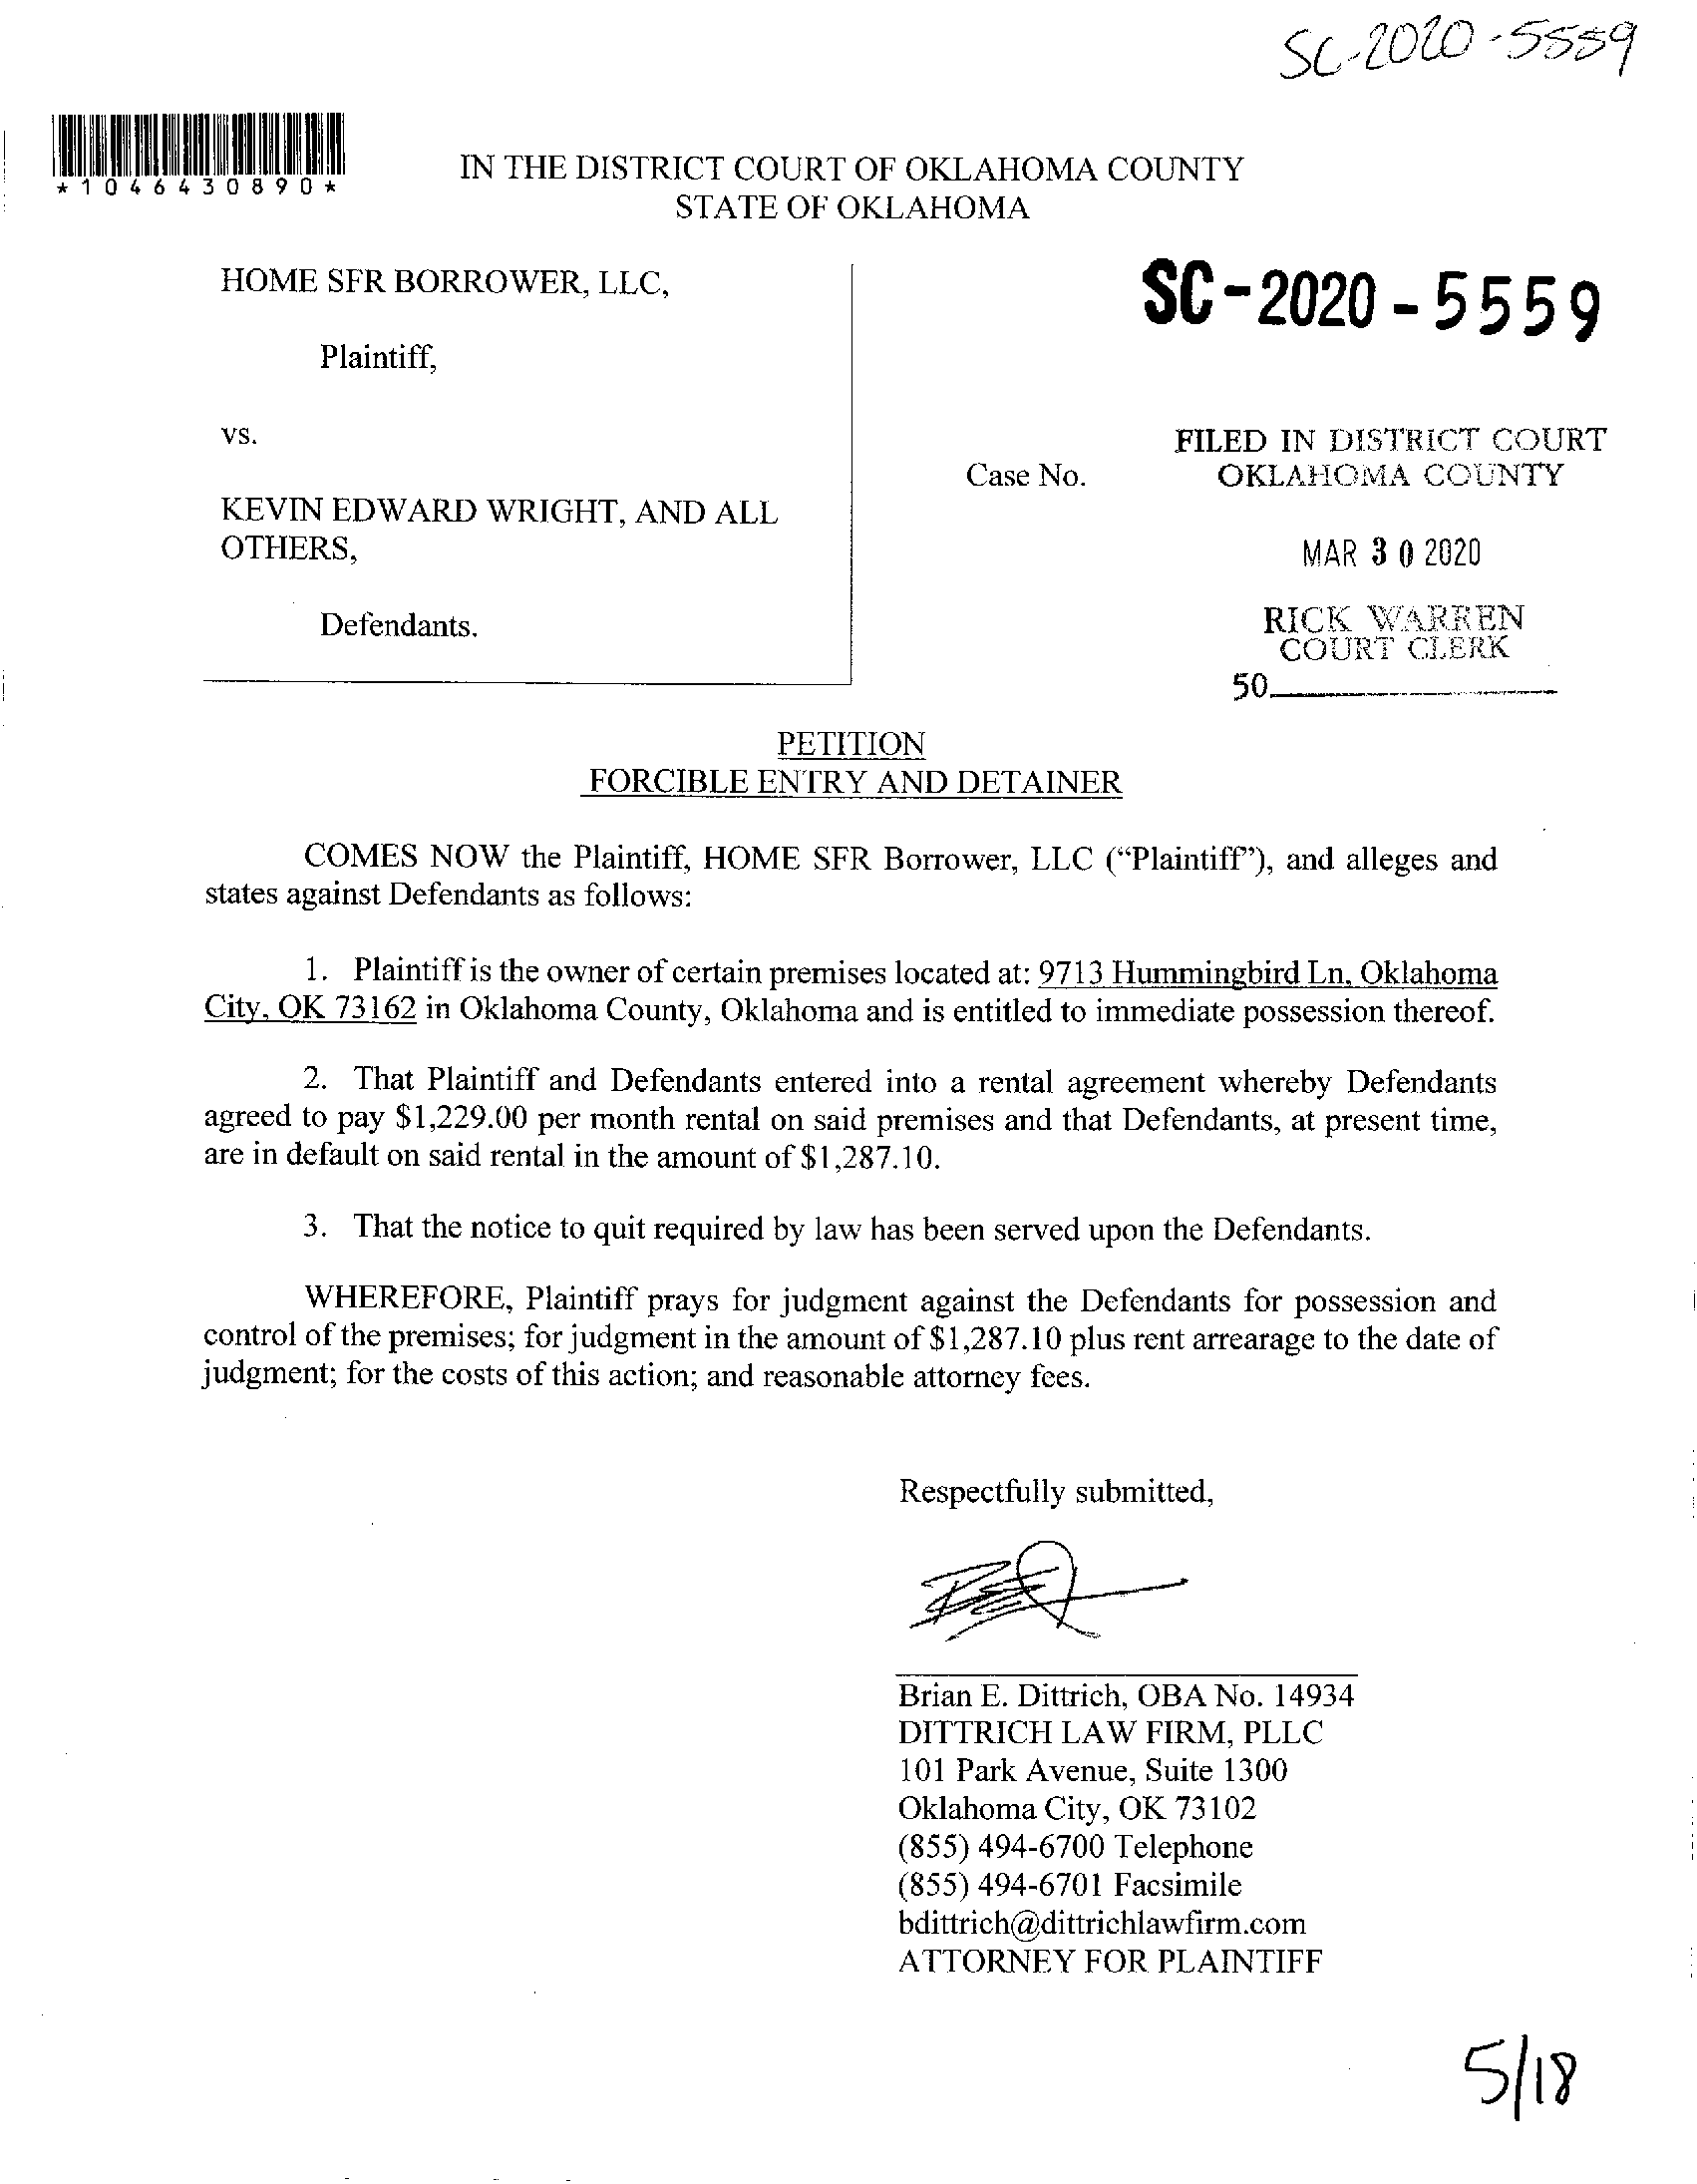 SC-2020-5559
*1046430890*
IN THE DISTRICT COURT OF OKLAHOMA COUNTY
STATE OF OKLAHOMA
HOME SFR BORROWER, LLC,
Plaintiff,
vs.
KEVIN EDWARD WRIGHT, AND ALL
OTHERS,
Defendants.
SC-2020-5559
Case No.
FILED IN DISTRICT COURT
OKLAHOMA COUNTY
MAR 30 2020
RICK WARREN
COURT CLERK
50
PETITION
FORCIBLE ENTRY AND DETAINER
COMES NOW the Plaintiff, HOME SFR Borrower, LLC (“Plaintiff”), and alleges and
states against Defendants as follows:
1. Plaintiff is the owner of certain premises located at: 9713 Hummingbird Ln, Oklahoma
City, OK 73162 in Oklahoma County, Oklahoma and is entitled to immediate possession thereof.
2. That Plaintiff and Defendants entered into a rental agreement whereby Defendants
agreed to pay $1,229.00 per month rental on said premises and that Defendants, at present time,
are in default on said rental in the amount of $1,287.10.
3. That the notice to quit required by law has been served upon the Defendants.
WHEREFORE, Plaintiff prays for judgment against the Defendants for possession and
control of the premises; for judgment in the amount of $1,287.10 plus rent arrearage to the date of
judgment; for the costs of this action; and reasonable attorney fees.
Respectfully submitted,
Brian E. Dittrich, OBA No. 14934
DITTRICH LAW FIRM, PLLC
101 Park Avenue, Suite 1300
Oklahoma City, OK 73102
(855) 494-6700 Telephone
(855) 494-6701 Facsimile
bdittrich@dittrichlawfirm.com
ATTORNEY FOR PLAINTIFF
5/18